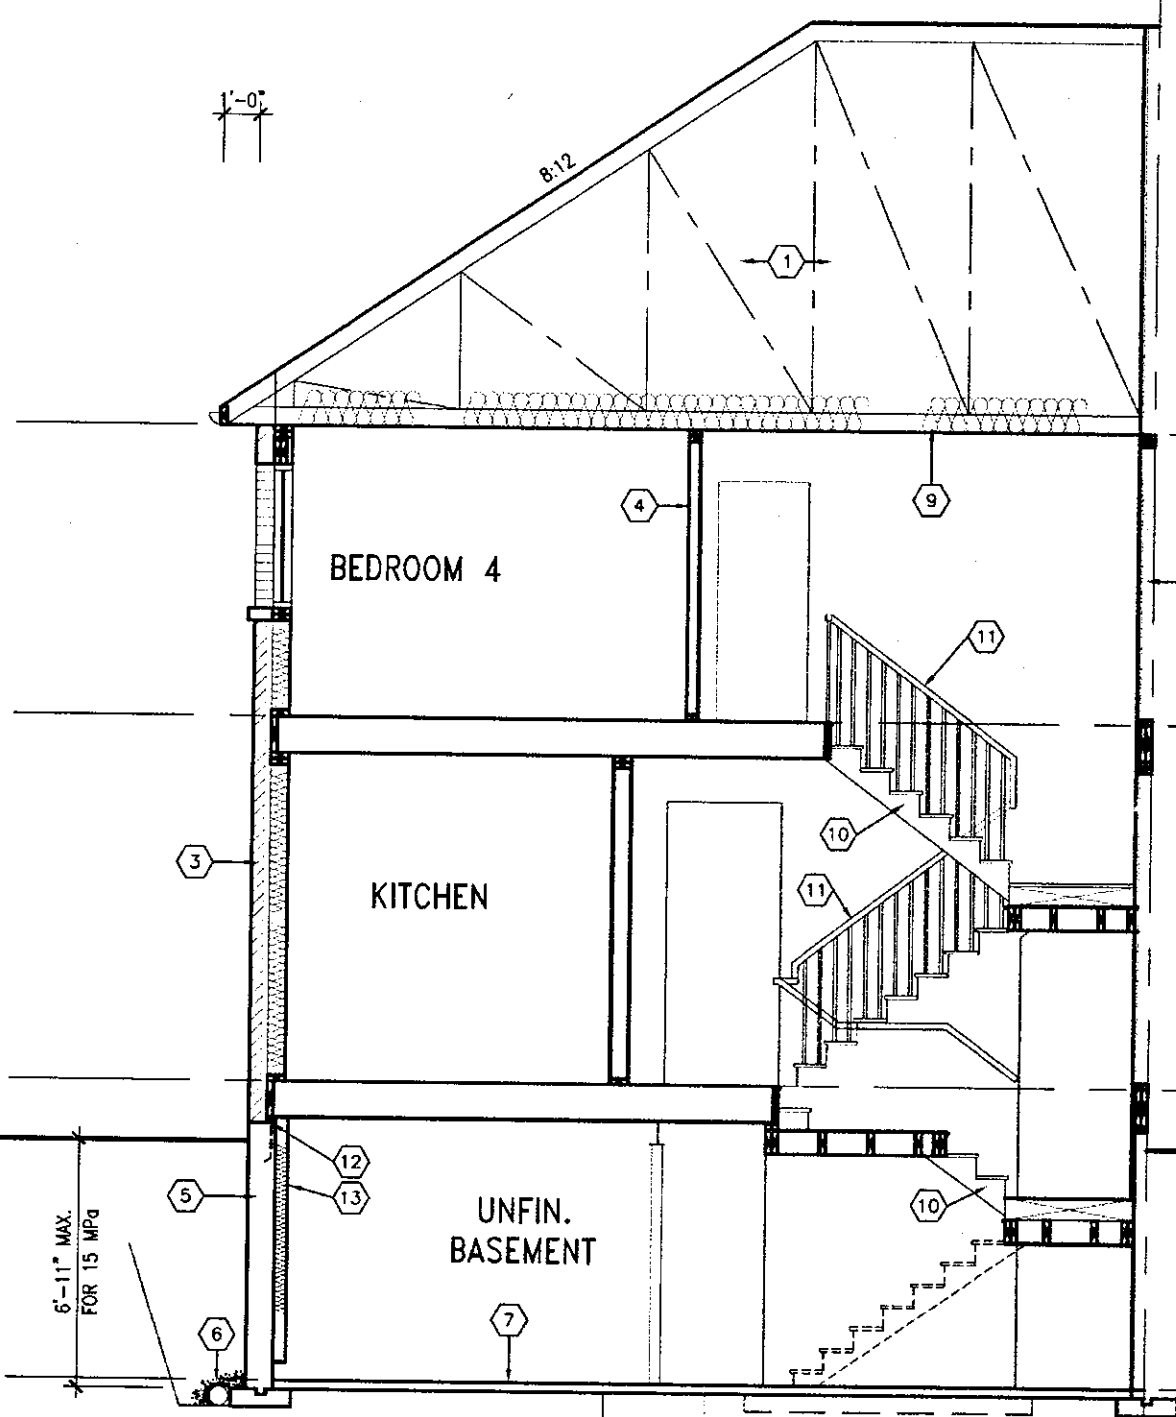 1'-0"
8:12
1
4
9
BEDROOM 4
11
10
3
KITCHEN
11
12
13
5
UNFIN.
BASEMENT
10
6'-11" MAX.
FOR 15 MPa
6
7